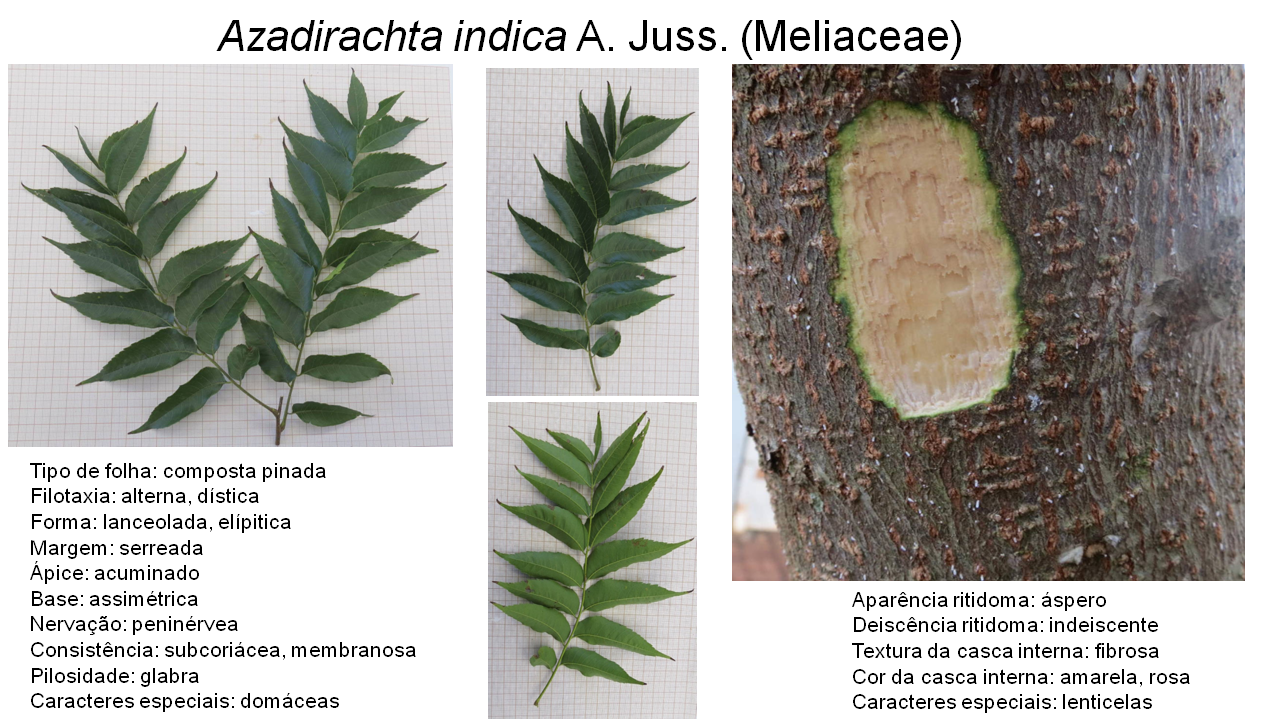 Azadirachta indica A. Juss. (Meliaceae)
Tipo de folha: composta pinada
Filotaxia: alterna, dística
Forma: lanceolada, elípitica
Margem: serreada
Ápice: acuminado
Base: assimétrica
Nervação: peninérvea
Consistência: subcoriácea, membranosa
Pilosidade: glabra
Caracteres especiais: domáceas
Aparência ritidoma: áspero
Deiscência ritidoma: indeiscente
Textura da casca interna: fibrosa
Cor da casca interna: amarela, rosa
Caracteres especiais: lenticelas